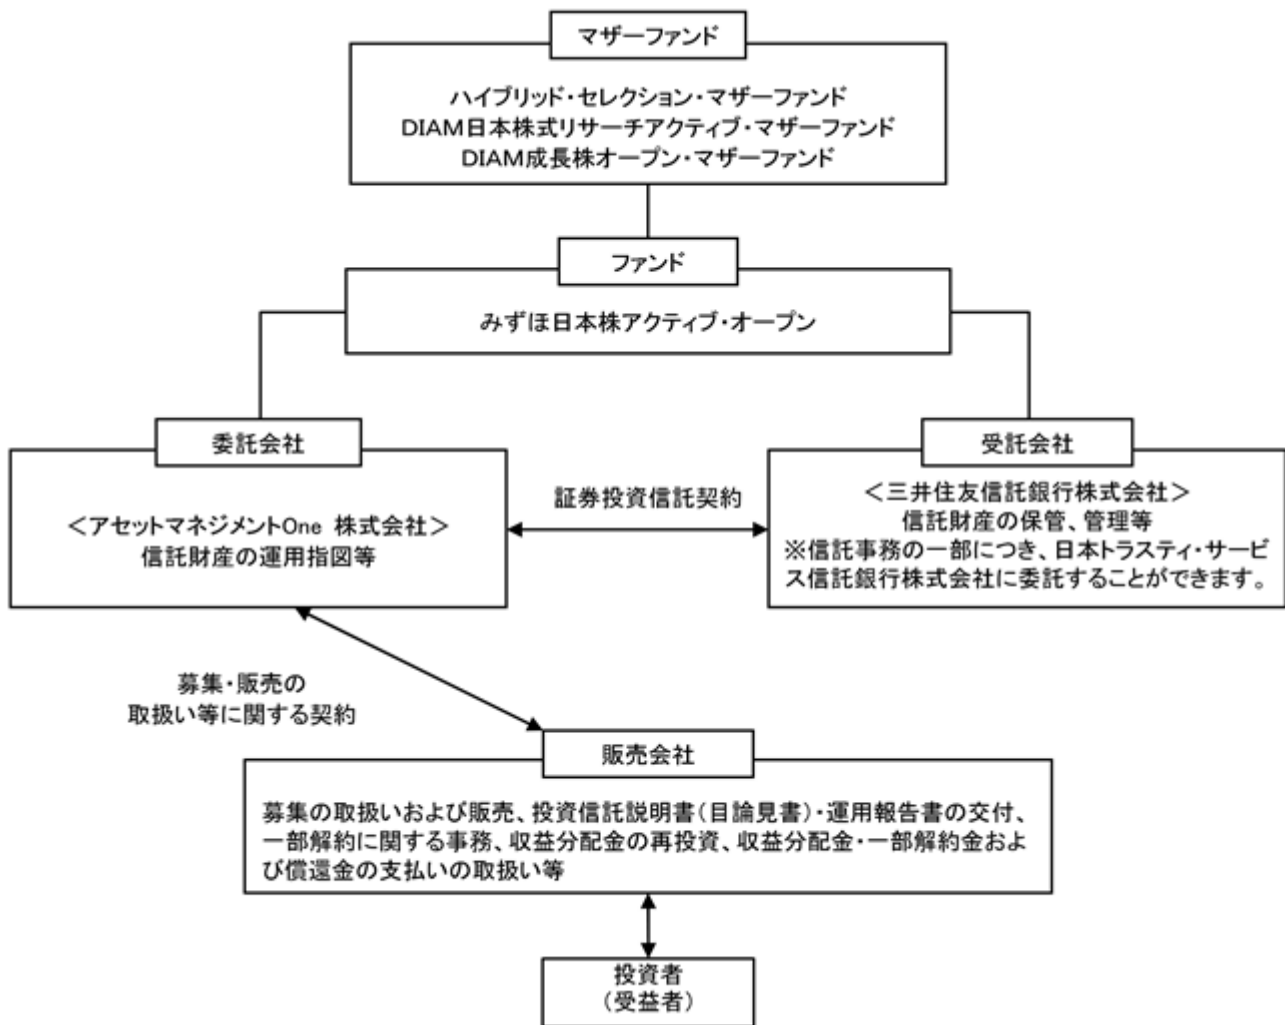 マザーファンド
ハイブリッド・セレクション・マザーファンド
DIAM日本株式リサーチアクティブ・マザーファンド
DIAM成長株オープン・マザーファンド
ファンド
みずほ日本株アクティブ・オープン
委託会社
＜アセットマネジメントOne 株式会社＞
信託財産の運用指図等
証券投資信託契約
受託会社
＜三井住友信託銀行株式会社＞
信託財産の保管、管理等
※信託事務の一部につき、日本トラスティ・サービ
ス信託銀行株式会社に委託することができます。
募集・販売の
取扱い等に関する契約
販売会社
募集の取扱いおよび販売、投資信託説明書（目論見書）・運用報告書の交付、
一部解約に関する事務、収益分配金の再投資、収益分配金・一部解約金およ
び償還金の支払いの取扱い等
投資者
（受益者）